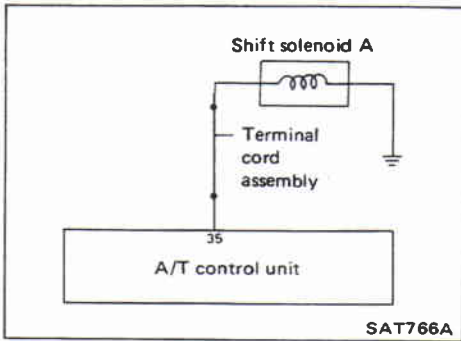 Shift solenoid A
Terminal
cord
assembly
35
A/T control unit
SAT766A